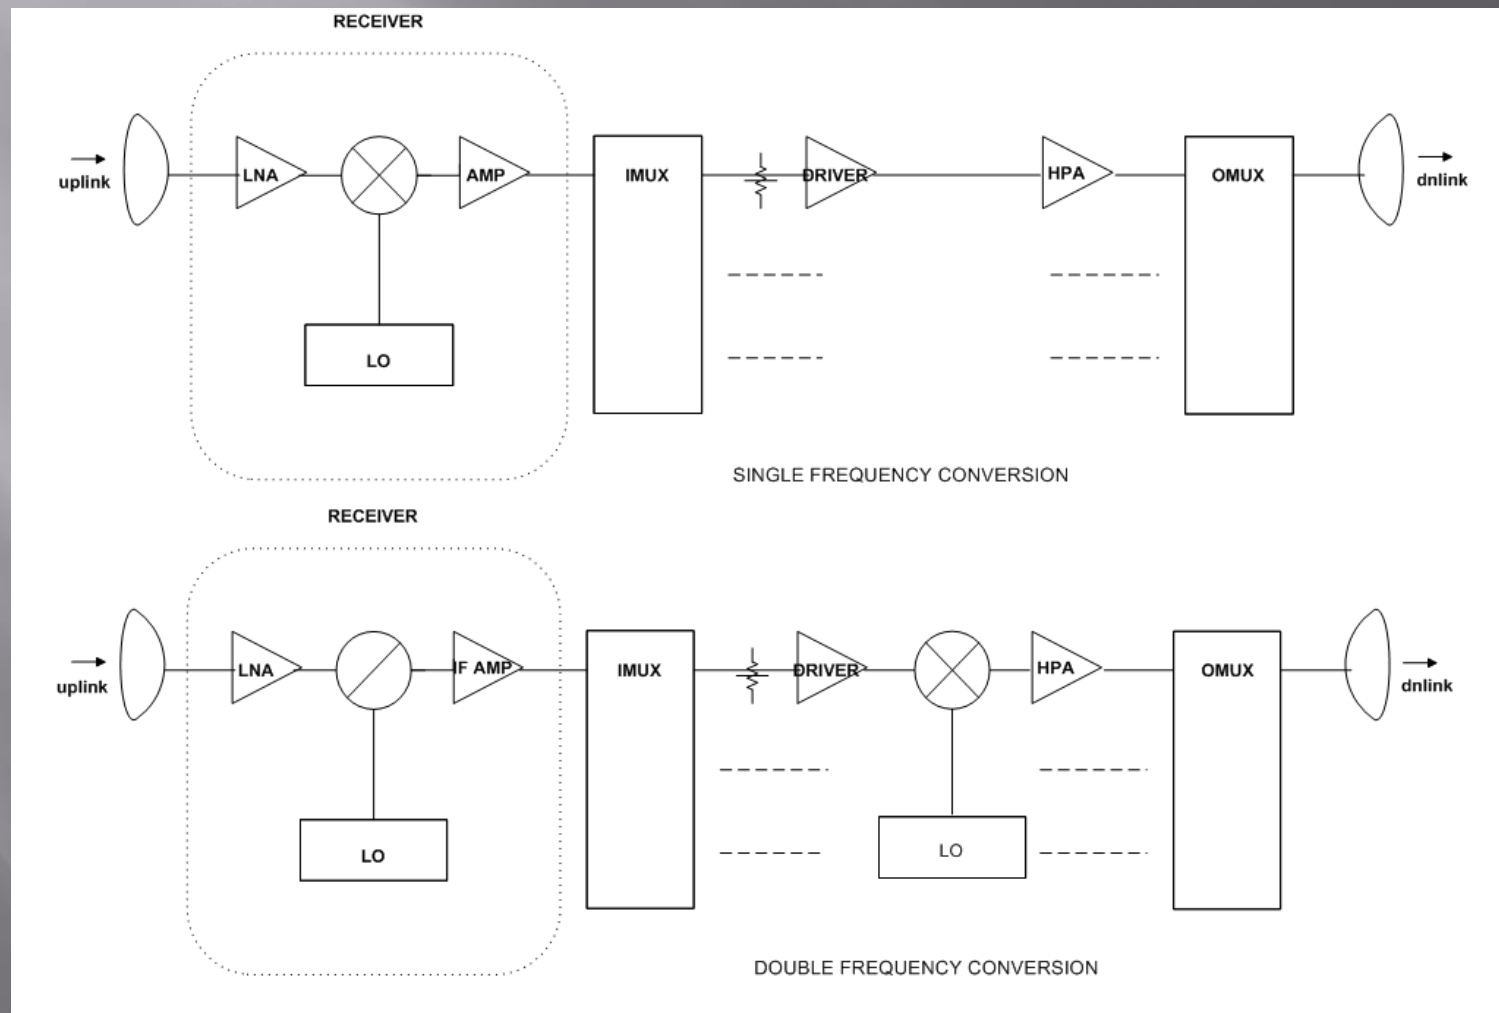 RECEIVER
uplink
LNA
AMP
IMUX
DRIVER
HPA
OMUX
dnlink
LO
SINGLE FREQUENCY CONVERSION
RECEIVER
uplink
LNA
IF AMP
IMUX
DRIVER
HPA
OMUX
dnlink
LO
LO
DOUBLE FREQUENCY CONVERSION